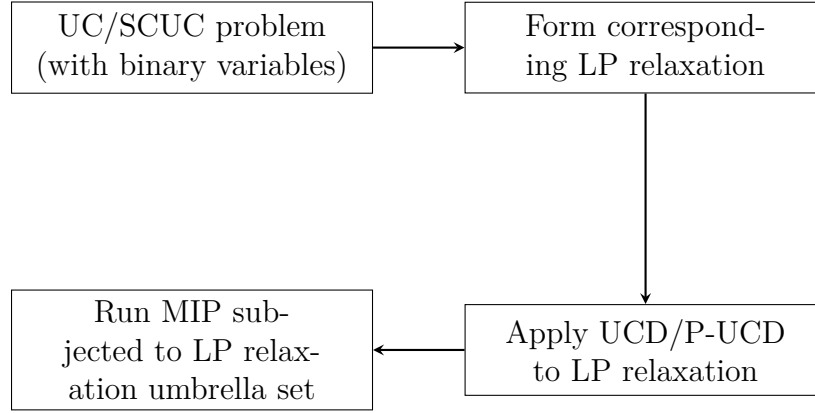 UC/SCUC problem
(with binary variables)
Form correspond-
ing LP relaxation
Apply UCD/P-UCD
to LP relaxation
Run MIP sub-
jected to LP relax-
ation umbrella set